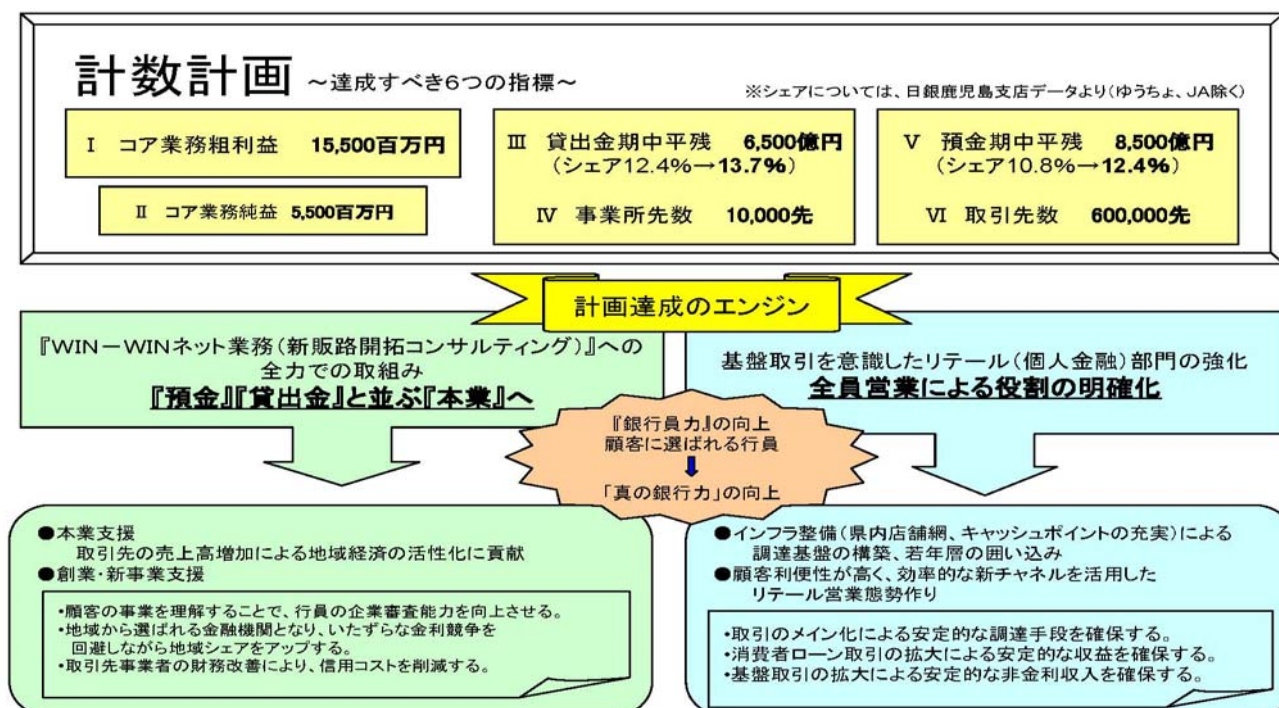 計数計画 ～達成すべき6つの指標～
※シェアについては、日銀鹿児島支店データより(ゆうちょ、JA除く)
Ⅰ コア業務粗利益 15,500百万円
Ⅱ コア業務純益 5,500百万円
Ⅲ 貸出金期中平残 6,500億円
(シェア12.4%→13.7%)
Ⅳ 事業所先数 10,000先
Ⅴ 預金期中平残 8,500億円
(シェア10.8%→12.4%)
Ⅵ 取引先数 600,000先
計画達成のエンジン
『WIN－WINネット業務(新販路開拓コンサルティング)』への
全力での取組み
『預金』『貸出金』と並ぶ『本業』へ
基盤取引を意識したリテール(個人金融)部門の強化
全員営業による役割の明確化
『銀行員力』の向上
顧客に選ばれる行員
「真の銀行力」の向上
●本業支援
取引先の売上高増加による地域経済の活性化に貢献
●創業・新事業支援
・顧客の事業を理解することで、行員の企業審査能力を向上させる。
・地域から選ばれる金融機関となり、いたずらな金利競争を
回避しながら地域シェアをアップする。
・取引先事業者の財務改善により、信用コストを削減する。
●インフラ整備(県内店舗網、キャッシュポイントの充実)による
調達基盤の構築、若年層の囲い込み
●顧客利便性が高く、効率的な新チャネルを活用した
リテール営業態勢作り
・取引のメイン化による安定的な調達手段を確保する。
・消費者ローン取引の拡大による安定的な収益を確保する。
・基盤取引の拡大による安定的な非金利収入を確保する。